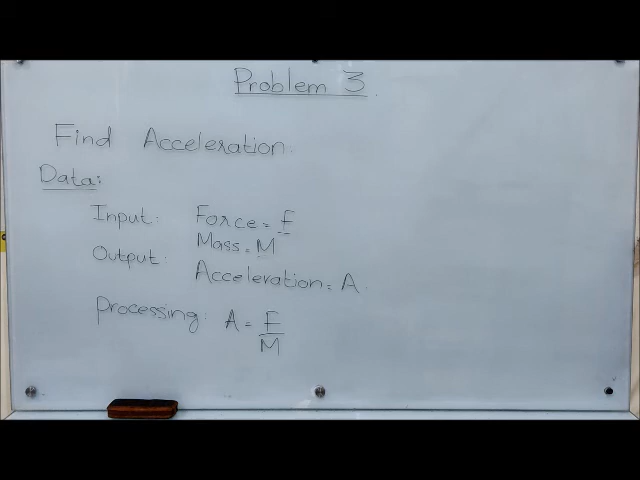 Problem 3.
Find Acceleration.
Data:
Input: Force = F
Mass = M
Output:
Acceleration = A.
Processing: A = F
M